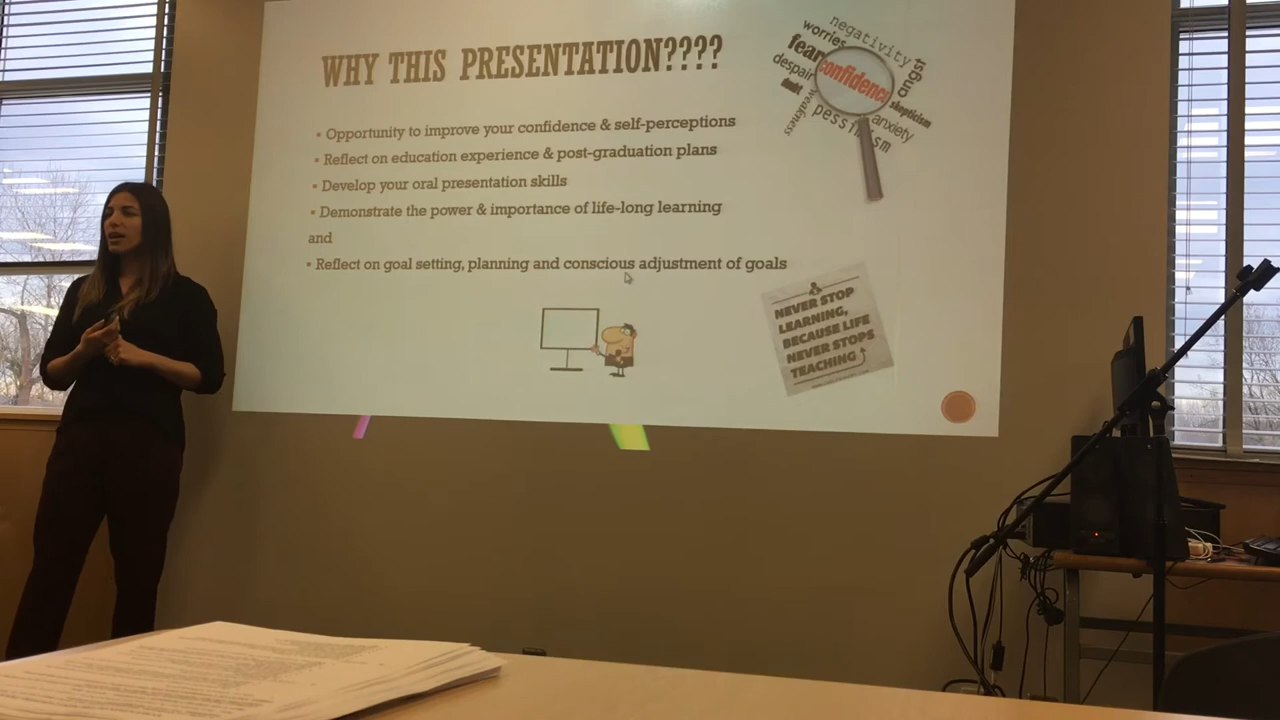 WHY THIS PRESENTATION????
▪ Opportunity to improve your confidence & self-perceptions
▪ Reflect on education experience & post-graduation plans
▪ Develop your oral presentation skills
▪ Demonstrate the power & importance of life-long learning
and
▪ Reflect on goal setting, planning and conscious adjustment of goals
negativity
worries
fear
despair
doubt
weakness
confidence
angst
skepticism
anxiety
pessimism
NEVER STOP
LEARNING,
BECAUSE LIFE
NEVER STOPS
TEACHING